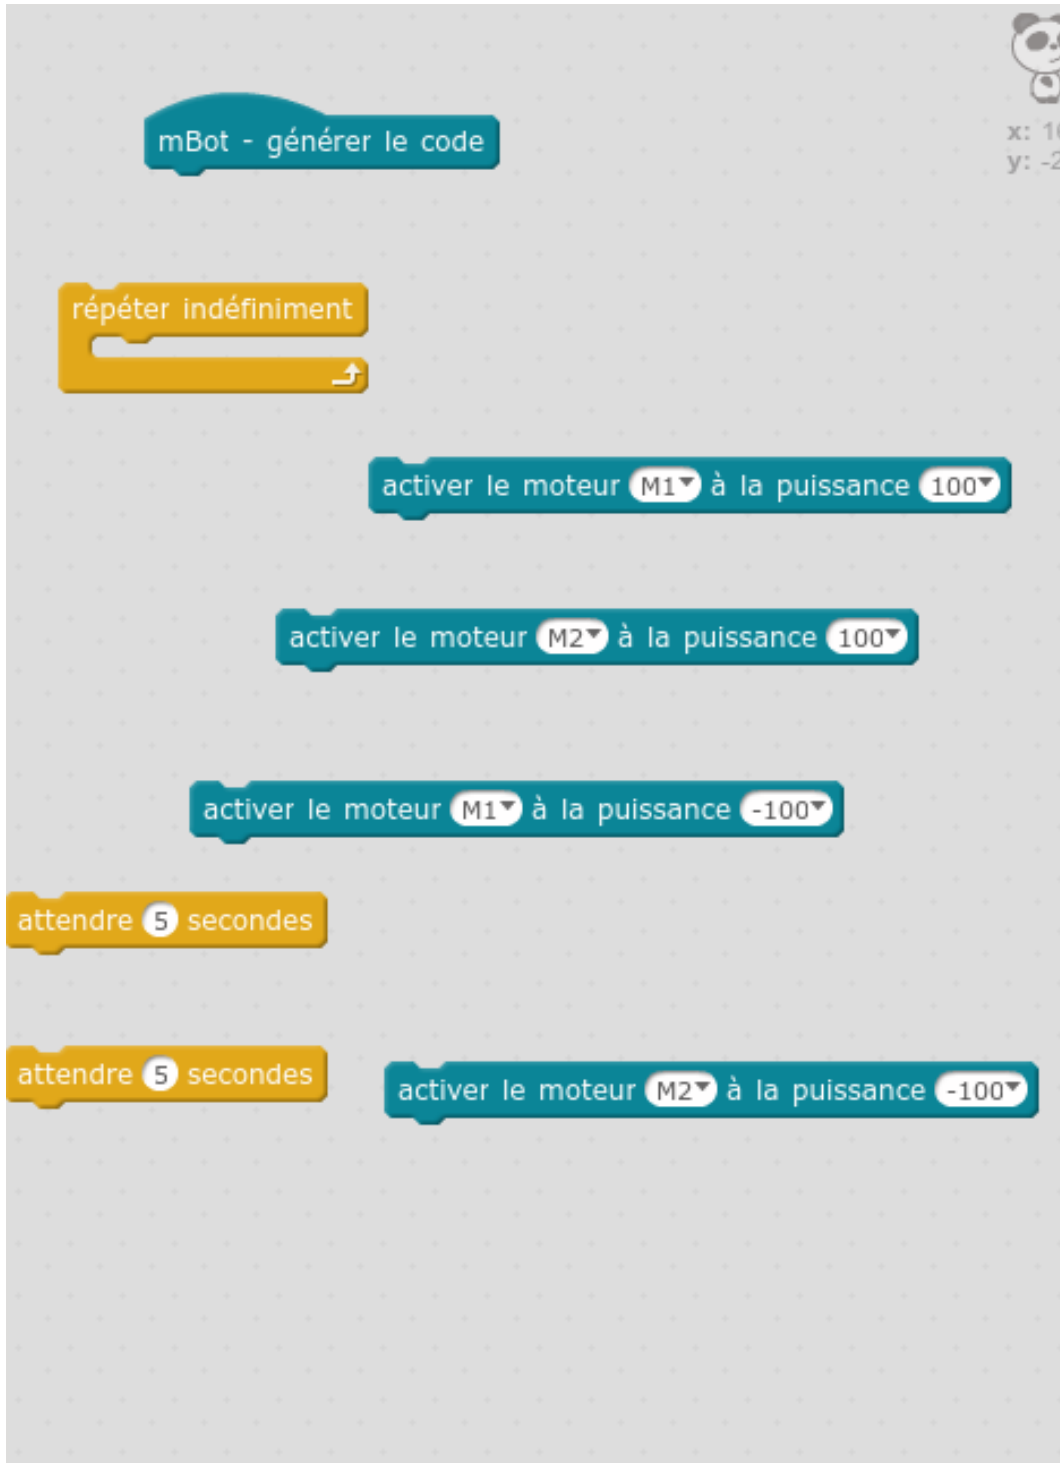 x: 1
y: -2
mBot - générer le code
répéter indéfiniment
activer le moteur M1 à la puissance 100
activer le moteur M2 à la puissance 100
activer le moteur M1 à la puissance -100
attendre 5 secondes
attendre 5 secondes
activer le moteur M2 à la puissance -100